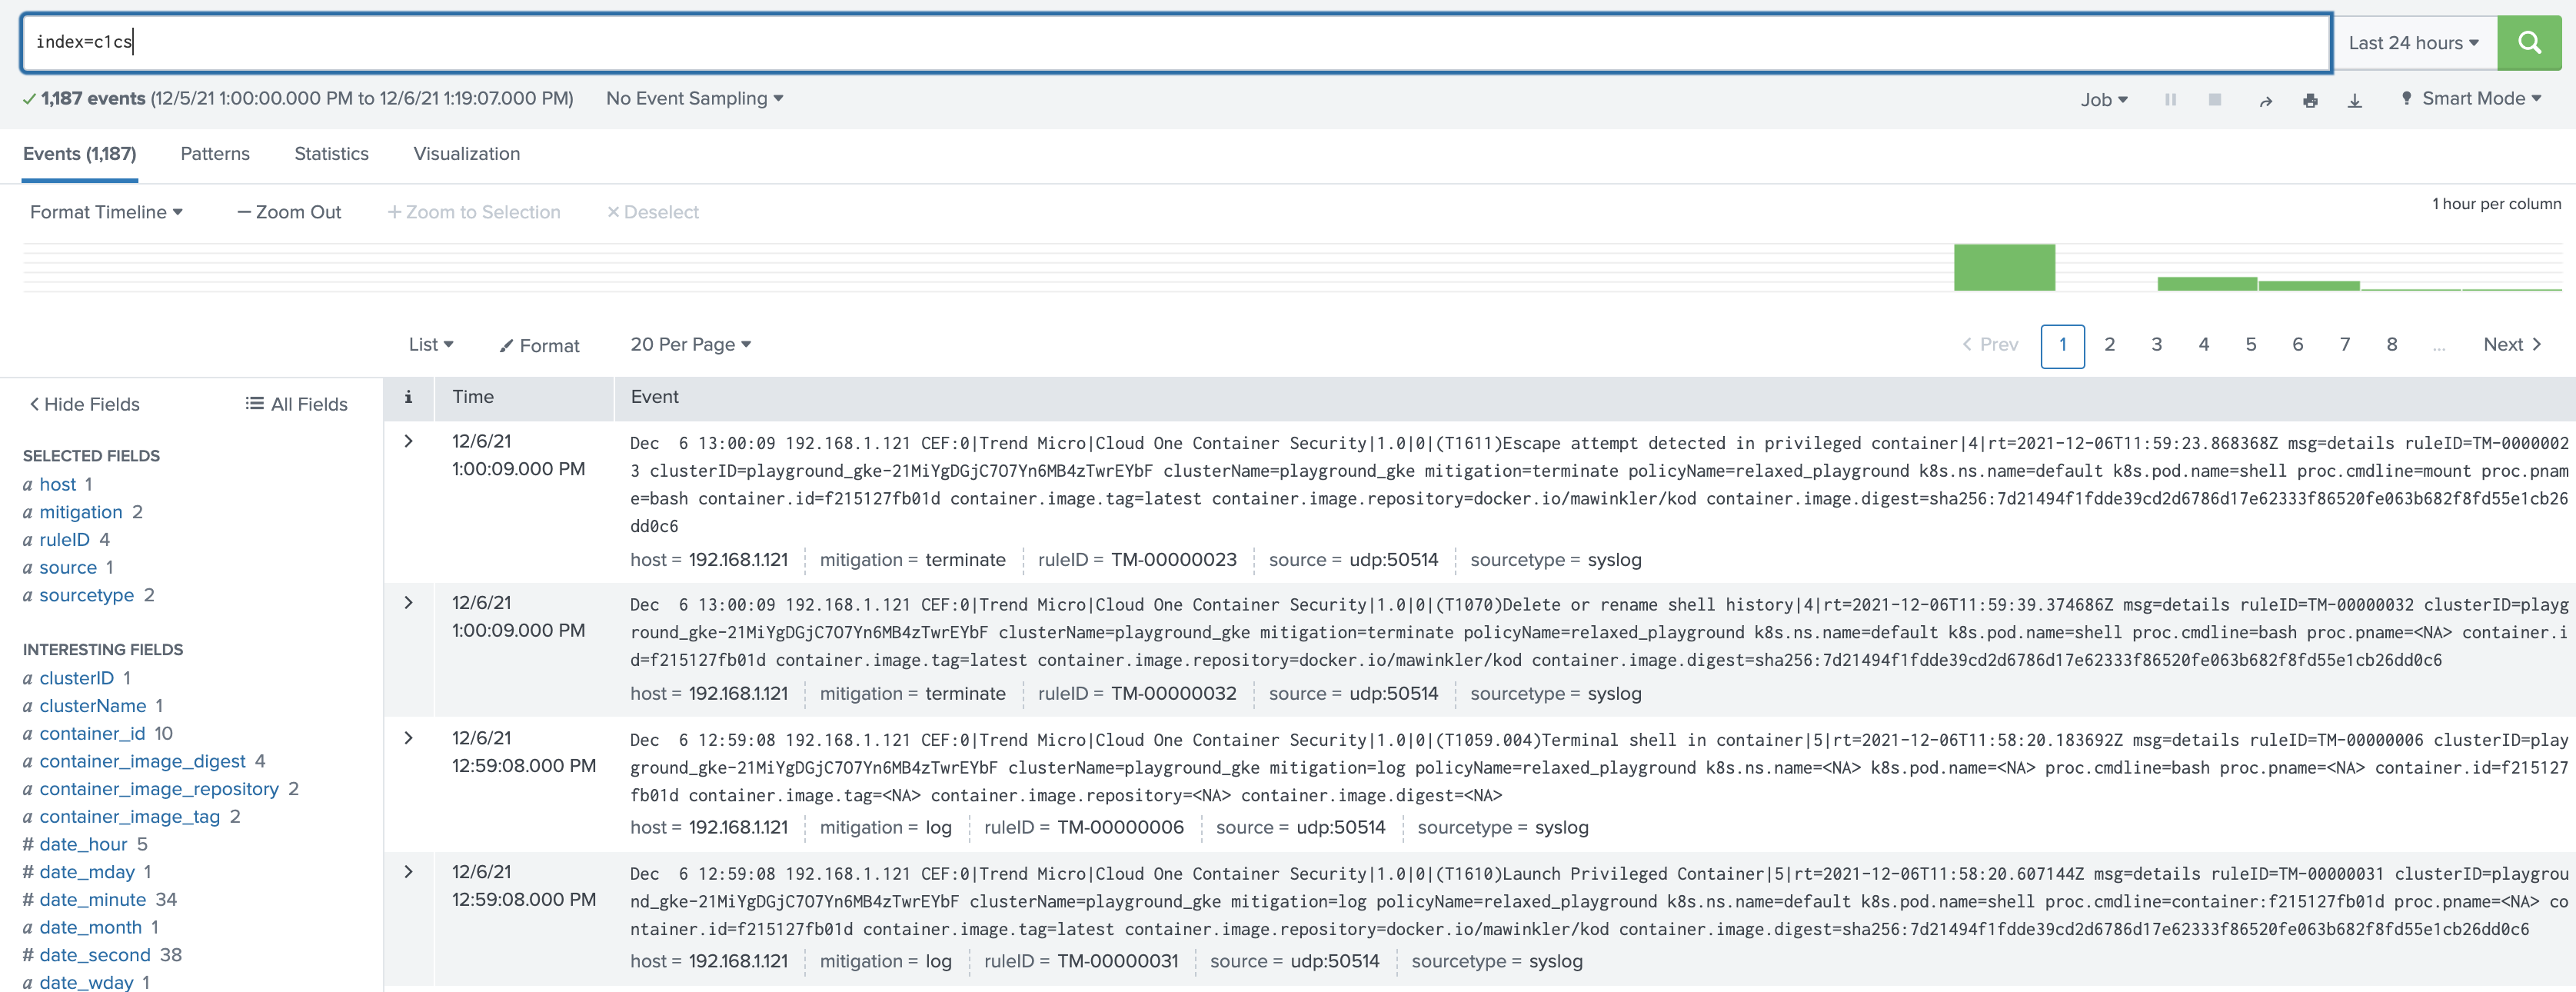 index=c1cs
Last 24 hours
1,187 events (12/5/21 1:00:00.000 PM to 12/6/21 1:19:07.000 PM) No Event Sampling
Job Smart Mode
Events (1,187) Patterns Statistics Visualization
Format Timeline — Zoom Out + Zoom to Selection × Deselect
1 hour per column
List Format 20 Per Page
< Prev 1 2 3 4 5 6 7 8 ... Next >
< Hide Fields All Fields
SELECTED FIELDS
a host 1
a mitigation 2
a ruleID 4
a source 1
a sourcetype 2
INTERESTING FIELDS
a clusterID 1
a clusterName 1
a container_id 10
a container_image_digest 4
a container_image_repository 2
a container_image_tag 2
# date_hour 5
# date_mday 1
# date_minute 34
a date_month 1
# date_second 38
a date_wday 1
i Time Event
12/6/21
1:00:09.000 PM
Dec  6 13:00:09 192.168.1.121 CEF:0|Trend Micro|Cloud One Container Security|1.0|0|(T1611)Escape attempt detected in privileged container|4|rt=2021-12-06T11:59:23.868368Z msg=details ruleID=TM-0000002
3 clusterID=playground_gke-21MiYgDGjC7O7Yn6MB4zTwrEYbF clusterName=playground_gke mitigation=terminate policyName=relaxed_playground k8s.ns.name=default k8s.pod.name=shell proc.cmdline=mount proc.pnam
e=bash container.id=f215127fb01d container.image.tag=latest container.image.repository=docker.io/mawinkler/kod container.image.digest=sha256:7d21494f1fdde39cd2d6786d17e62333f86520fe063b682f8fd55e1cb26
dd0c6
host = 192.168.1.121 mitigation = terminate ruleID = TM-00000023 source = udp:50514 sourcetype = syslog
12/6/21
1:00:09.000 PM
Dec  6 13:00:09 192.168.1.121 CEF:0|Trend Micro|Cloud One Container Security|1.0|0|(T1070)Delete or rename shell history|4|rt=2021-12-06T11:59:39.374686Z msg=details ruleID=TM-00000032 clusterID=playg
round_gke-21MiYgDGjC7O7Yn6MB4zTwrEYbF clusterName=playground_gke mitigation=terminate policyName=relaxed_playground k8s.ns.name=default k8s.pod.name=shell proc.cmdline=bash proc.pname=<NA> container.i
d=f215127fb01d container.image.tag=latest container.image.repository=docker.io/mawinkler/kod container.image.digest=sha256:7d21494f1fdde39cd2d6786d17e62333f86520fe063b682f8fd55e1cb26dd0c6
host = 192.168.1.121 mitigation = terminate ruleID = TM-00000032 source = udp:50514 sourcetype = syslog
12/6/21
12:59:08.000 PM
Dec  6 12:59:08 192.168.1.121 CEF:0|Trend Micro|Cloud One Container Security|1.0|0|(T1059.004)Terminal shell in container|5|rt=2021-12-06T11:58:20.183692Z msg=details ruleID=TM-00000006 clusterID=play
ground_gke-21MiYgDGjC7O7Yn6MB4zTwrEYbF clusterName=playground_gke mitigation=log policyName=relaxed_playground k8s.ns.name=<NA> k8s.pod.name=<NA> proc.cmdline=bash proc.pname=<NA> container.id=f215127
fb01d container.image.tag=<NA> container.image.repository=<NA> container.image.digest=<NA>
host = 192.168.1.121 mitigation = log ruleID = TM-00000006 source = udp:50514 sourcetype = syslog
12/6/21
12:59:08.000 PM
Dec  6 12:59:08 192.168.1.121 CEF:0|Trend Micro|Cloud One Container Security|1.0|0|(T1610)Launch Privileged Container|5|rt=2021-12-06T11:58:20.607144Z msg=details ruleID=TM-00000031 clusterID=playgrou
nd_gke-21MiYgDGjC7O7Yn6MB4zTwrEYbF clusterName=playground_gke mitigation=log policyName=relaxed_playground k8s.ns.name=default k8s.pod.name=shell proc.cmdline=container:f215127fb01d proc.pname=<NA> co
ntainer.id=f215127fb01d container.image.tag=latest container.image.repository=docker.io/mawinkler/kod container.image.digest=sha256:7d21494f1fdde39cd2d6786d17e62333f86520fe063b682f8fd55e1cb26dd0c6
host = 192.168.1.121 mitigation = log ruleID = TM-00000031 source = udp:50514 sourcetype = syslog